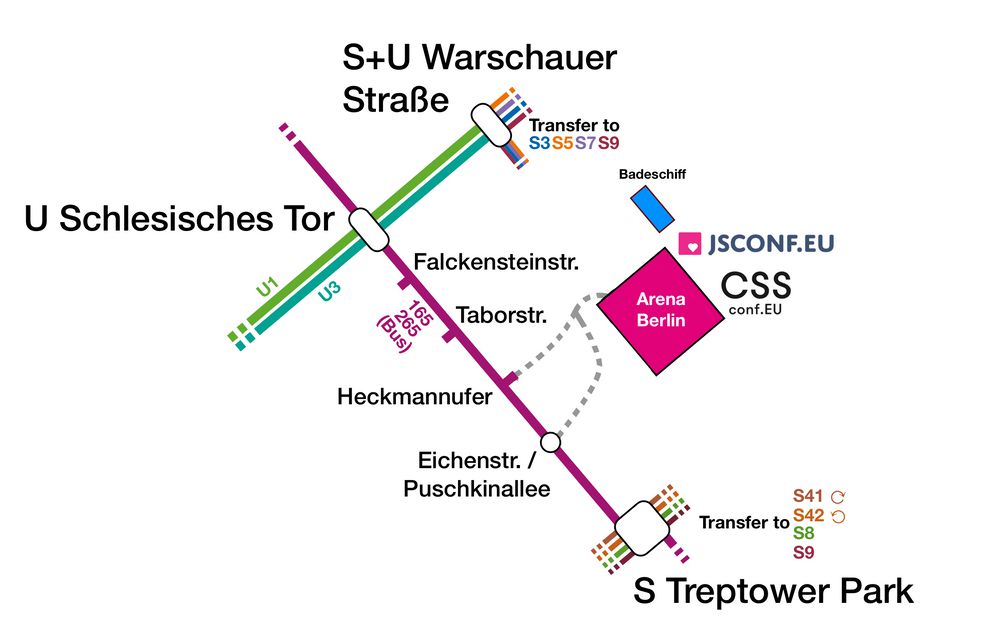 S+U Warschauer
Straße
Transfer to
S3 S5 S7 S9
Badeschiff
U Schlesisches Tor
JSCONF.EU
Falckensteinstr.
CSS
conf.EU
U1
U3
165
265
(Bus)
Taborstr.
Arena
Berlin
Heckmannufer
Eichenstr. /
Puschkinallee
Transfer to
S41
S42
S8
S9
S Treptower Park